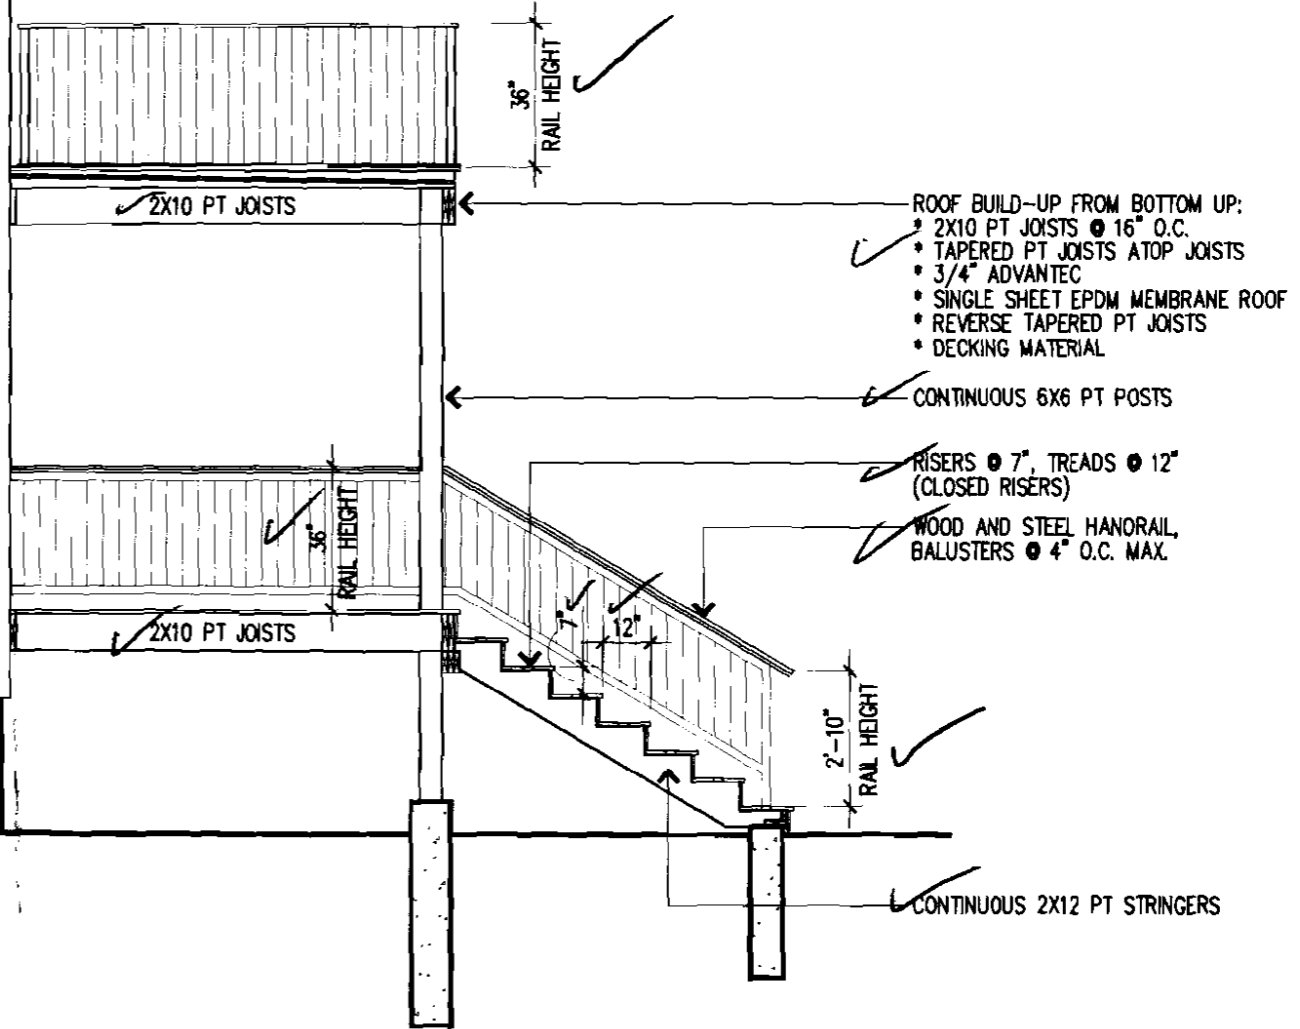 36"
RAIL HEIGHT
2X10 PT JOISTS
ROOF BUILD-UP FROM BOTTOM UP:
* 2X10 PT JOISTS @ 16" O.C.
* TAPERED PT JOISTS ATOP JOISTS
* 3/4" ADVANTEC
* SINGLE SHEET EPDM MEMBRANE ROOF
* REVERSE TAPERED PT JOISTS
* DECKING MATERIAL
CONTINUOUS 6X6 PT POSTS
RISERS @ 7", TREADS @ 12"
(CLOSED RISERS)
WOOD AND STEEL HANDRAIL,
BALUSTERS @ 4" O.C. MAX.
36"
RAIL HEIGHT
2X10 PT JOISTS
7"
12"
2'-10"
RAIL HEIGHT
CONTINUOUS 2X12 PT STRINGERS